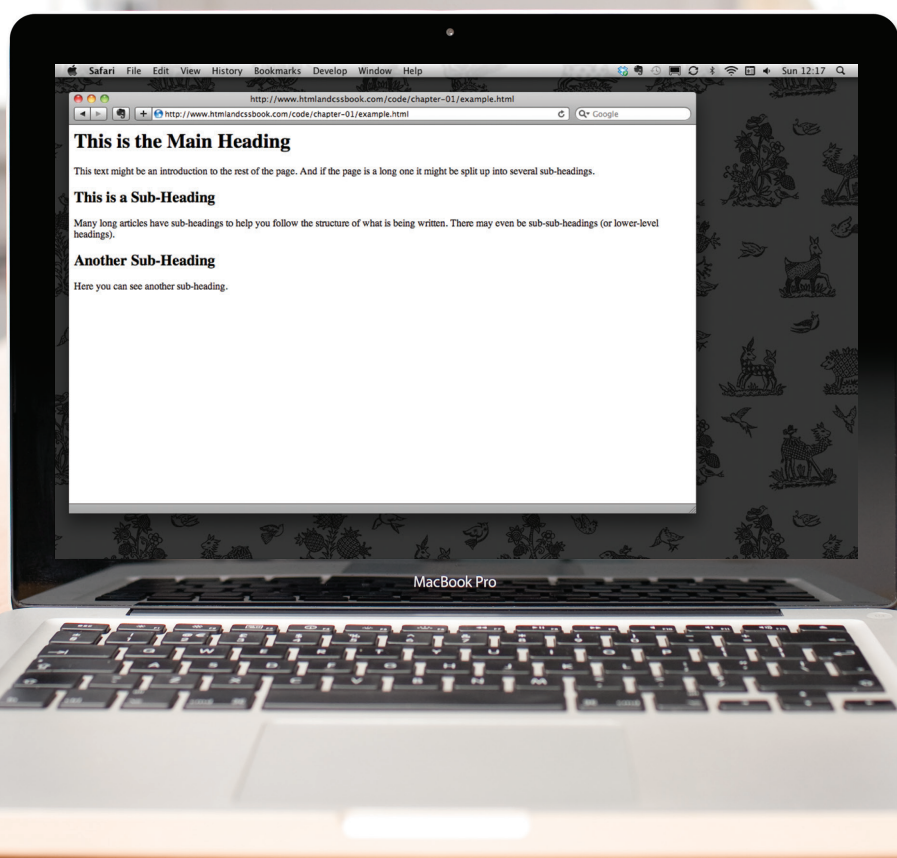 Safari File Edit View History Bookmarks Develop Window Help Sun 12:17
http://www.htmlandcssbook.com/code/chapter-01/example.html
http://www.htmlandcssbook.com/code/chapter-01/example.html Google
This is the Main Heading
This text might be an introduction to the rest of the page. And if the page is a long one it might be split up into several sub-headings.
This is a Sub-Heading
Many long articles have sub-headings to help you follow the structure of what is being written. There may even be sub-sub-headings (or lower-level
headings).
Another Sub-Heading
Here you can see another sub-heading.
MacBook Pro
Q W E R T Y U I O P
A S D F G H J K L
Z X C V B N M